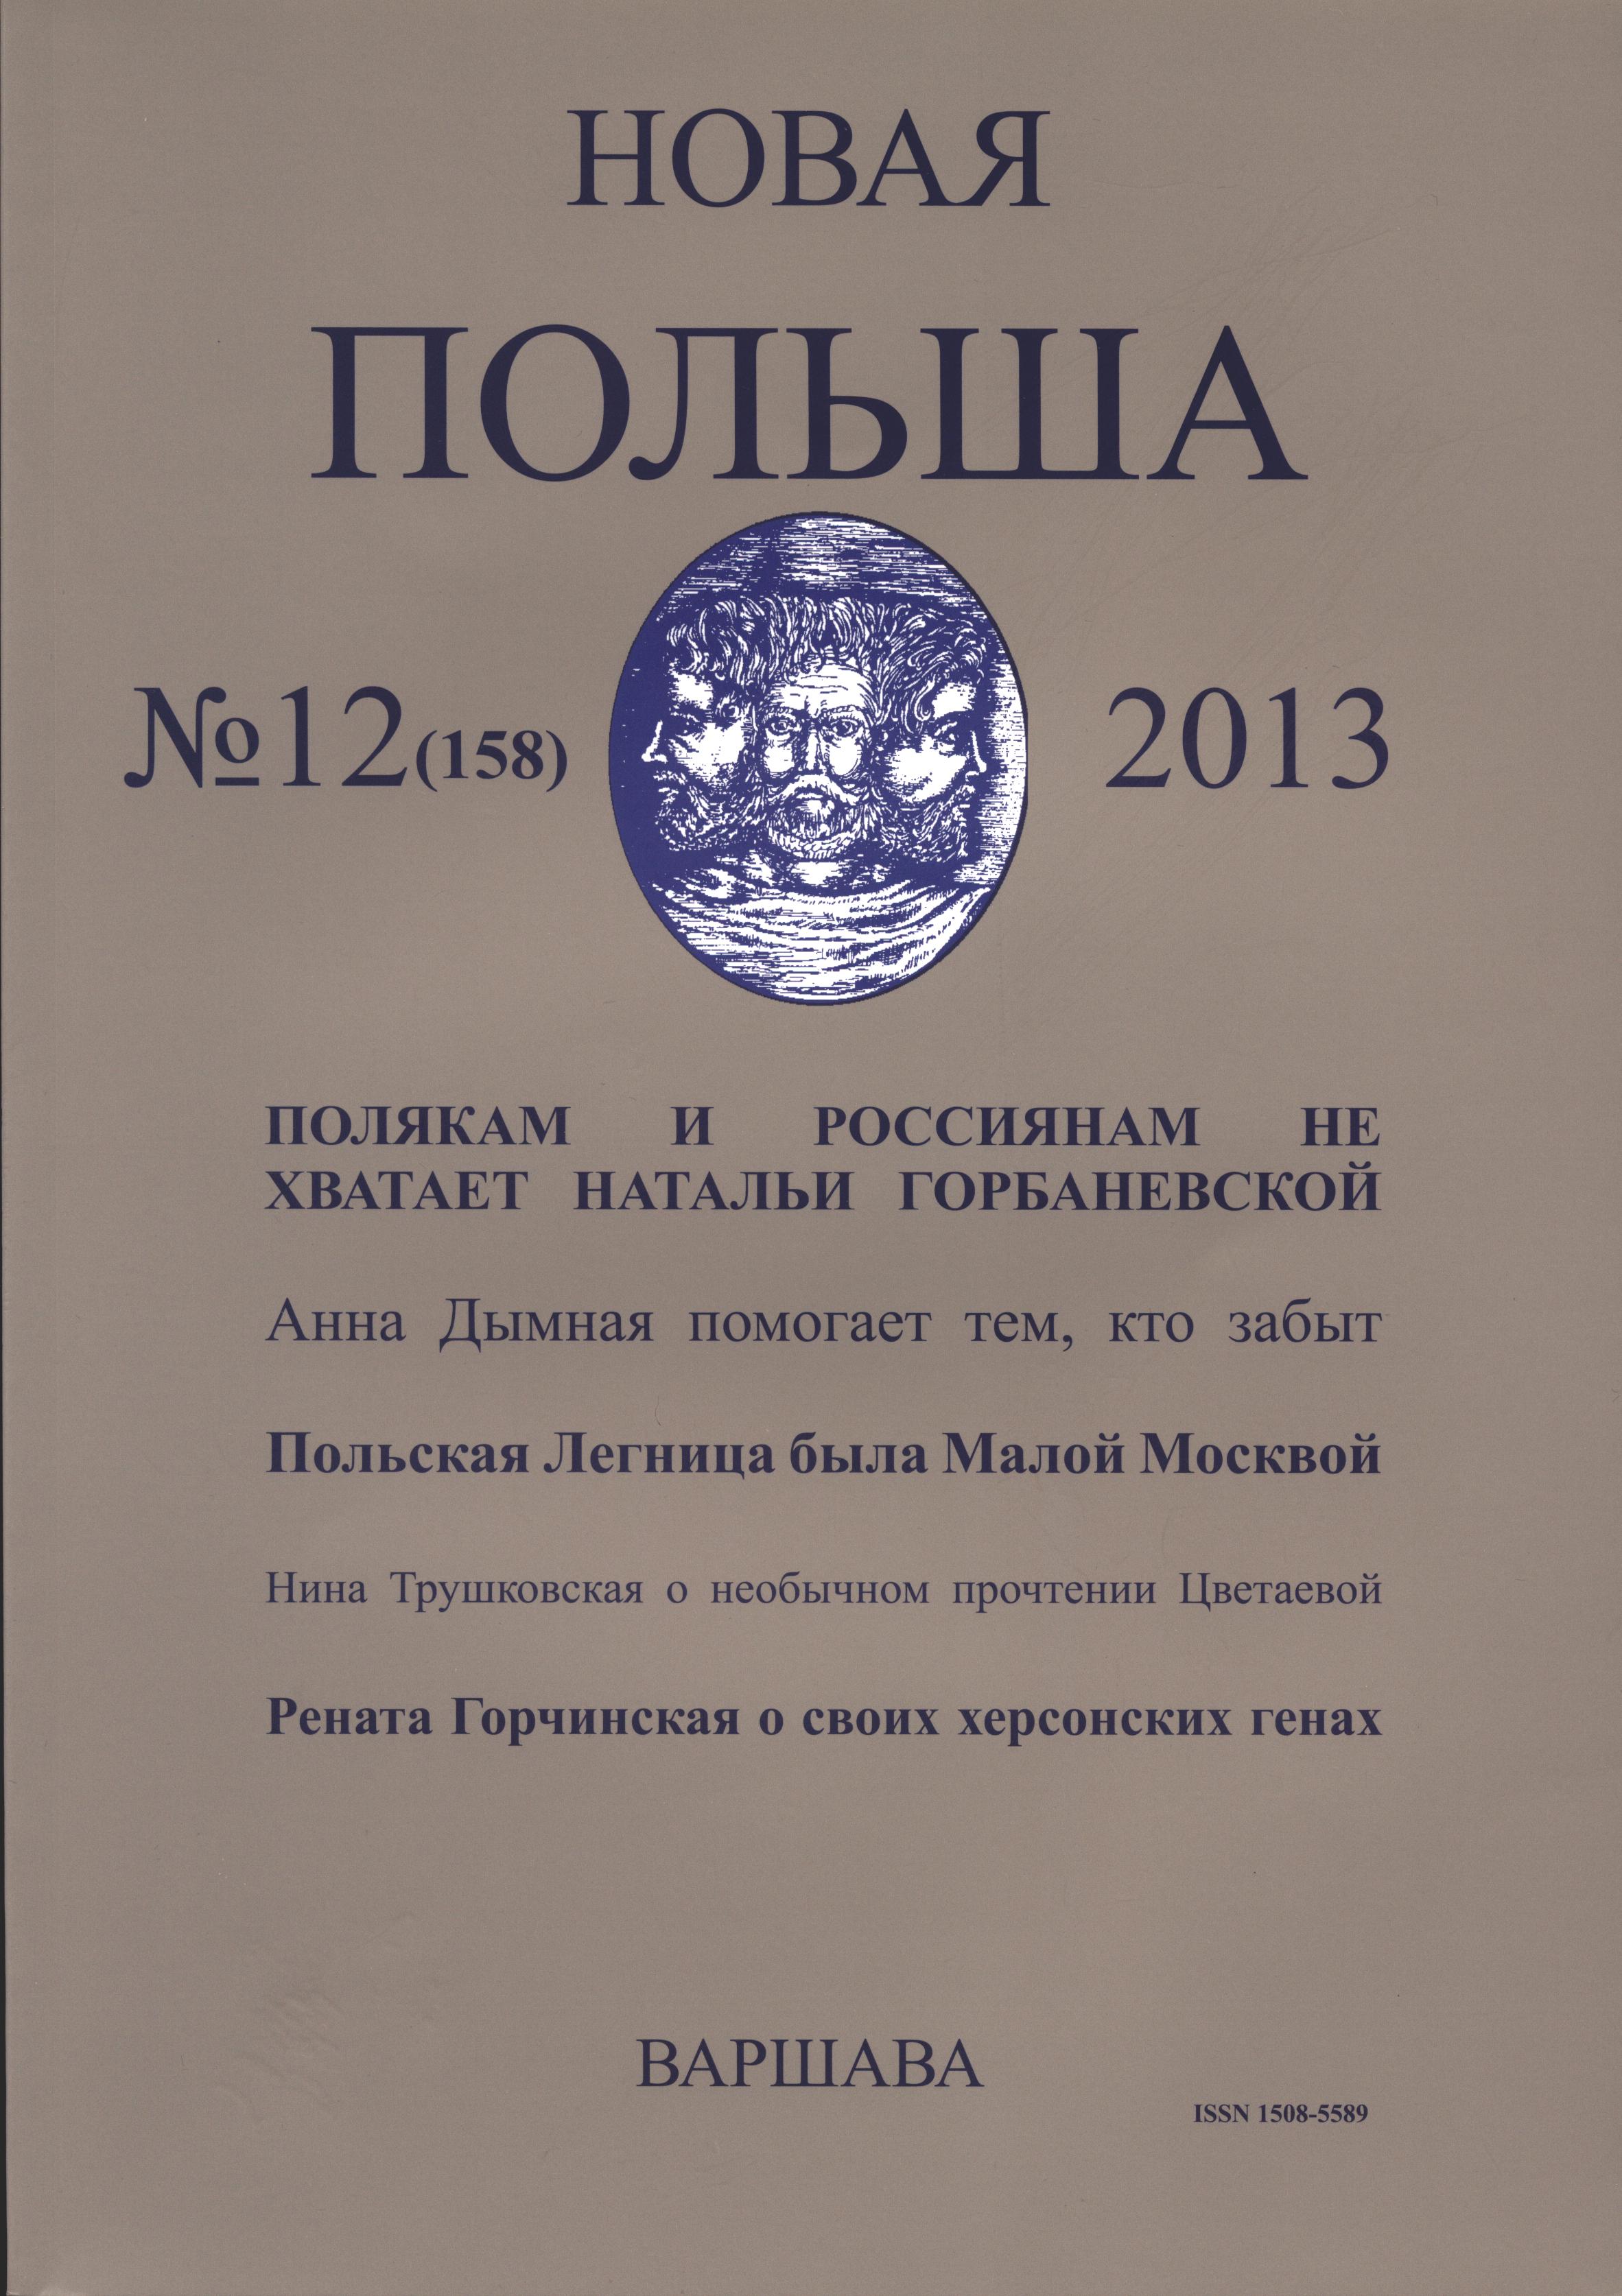 НОВАЯ
ПОЛЬША
№12(158) 2013
ПОЛЯКАМ И РОССИЯНАМ НЕ
ХВАТАЕТ НАТАЛЬИ ГОРБАНЕВСКОЙ
Анна Дымная помогает тем, кто забыт
Польская Легница была Малой Москвой
Нина Трушковская о необычном прочтении Цветаевой
Рената Горчинская о своих херсонских генах
ВАРШАВА
ISSN 1508-5589